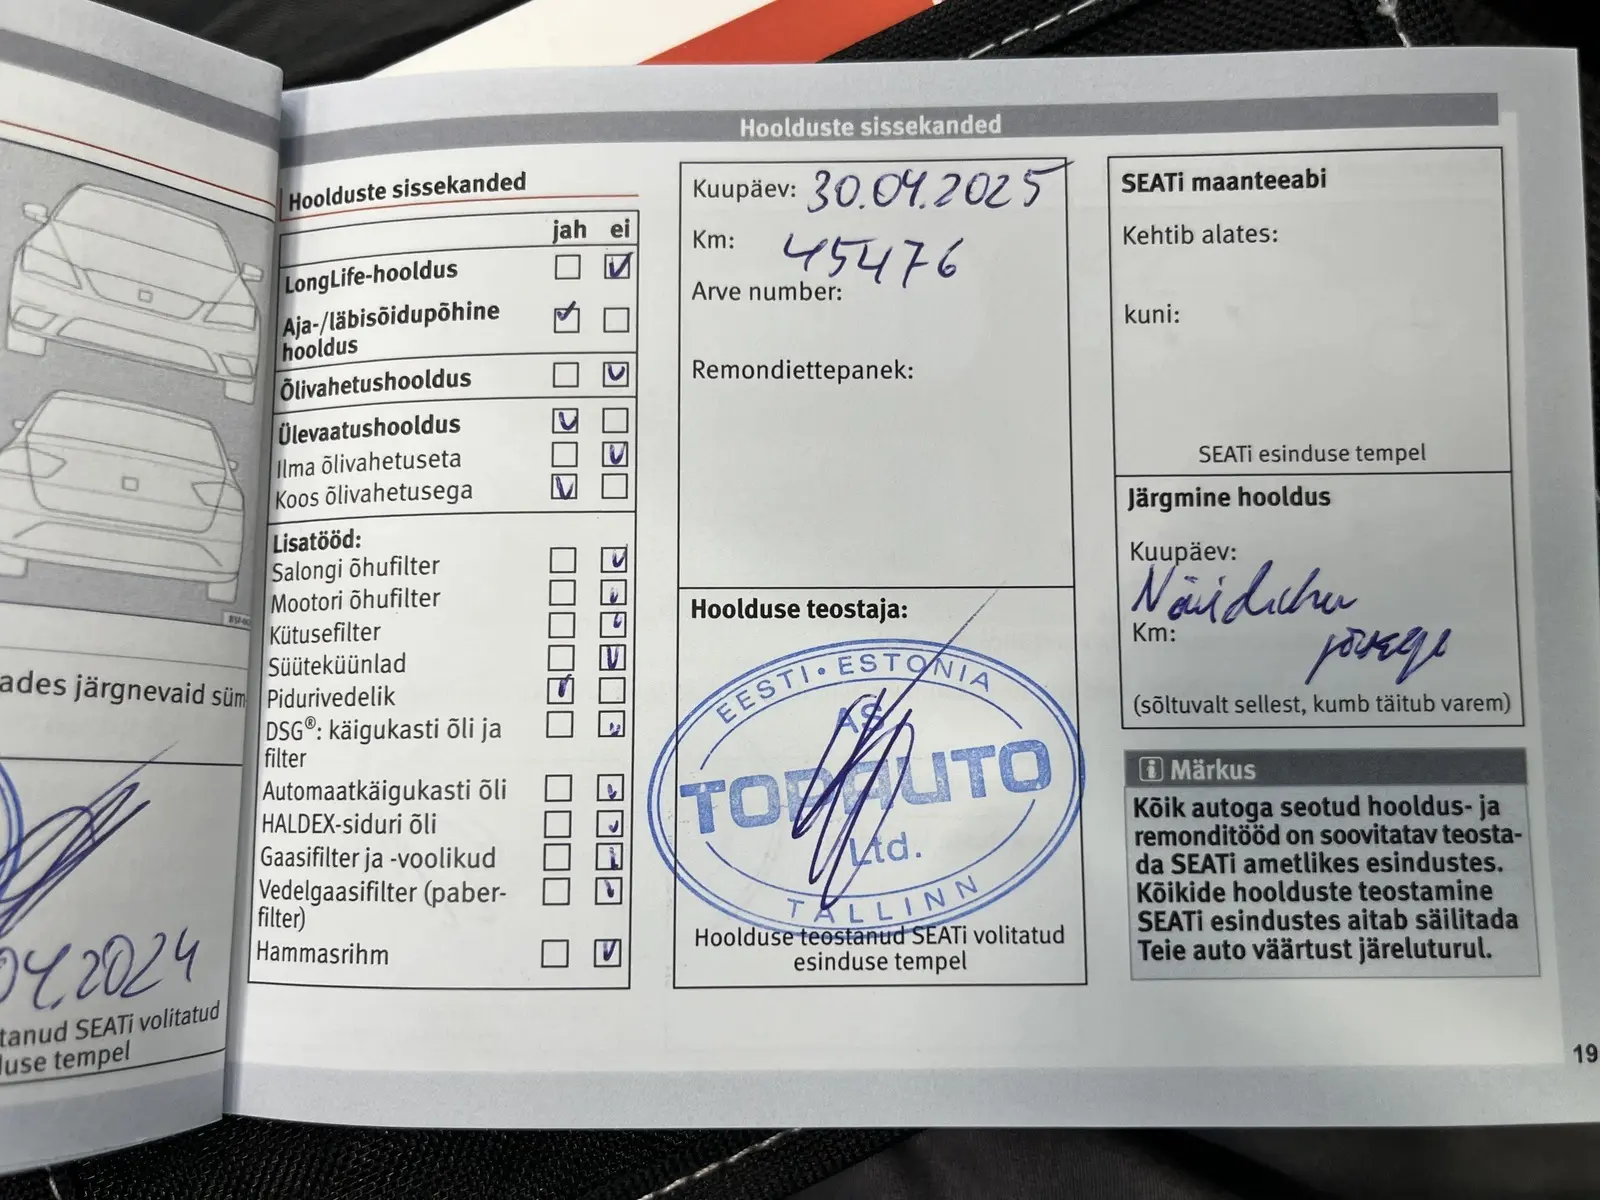 Hoolduste sissekanded
Hoolduste sissekanded
jah ei
LongLife-hooldus
Aja-/läbisõidupõhine
hooldus
Õlivahetushooldus
Ülevaatushooldus
Ilma õlivahetuseta
Koos õlivahetusega
Lisatööd:
Salongi õhufilter
Mootori õhufilter
Kütusefilter
Süüteküünlad
Pidurivedelik
DSG®: käigukasti õli ja
filter
Automaatkäigukasti õli
HALDEX-siduri õli
Gaasifilter ja -voolikud
Vedelgaasifilter (paber-
filter)
Hammasrihm
Kuupäev: 30.04.2025
Km: 45476
Arve number:
Remondiettepanek:
Hoolduse teostaja:
EESTI • ESTONIA
AS
TOPAUTO
Ltd.
TALLINN
Hoolduse teostanud SEATi volitatud
esinduse tempel
SEATi maanteeabi
Kehtib alates:
kuni:
SEATi esinduse tempel
Järgmine hooldus
Kuupäev:
Näidiku
Km:
järgi
(sõltuvalt sellest, kumb täitub varem)
i Märkus
Kõik autoga seotud hooldus- ja
remonditööd on soovitatav teosta-
da SEATi ametlikes esindustes.
Kõikide hoolduste teostamine
SEATi esindustes aitab säilitada
Teie auto väärtust järeluturul.
19
ades järgnevaid süm
04.2024
tanud SEATi volitatud
luse tempel